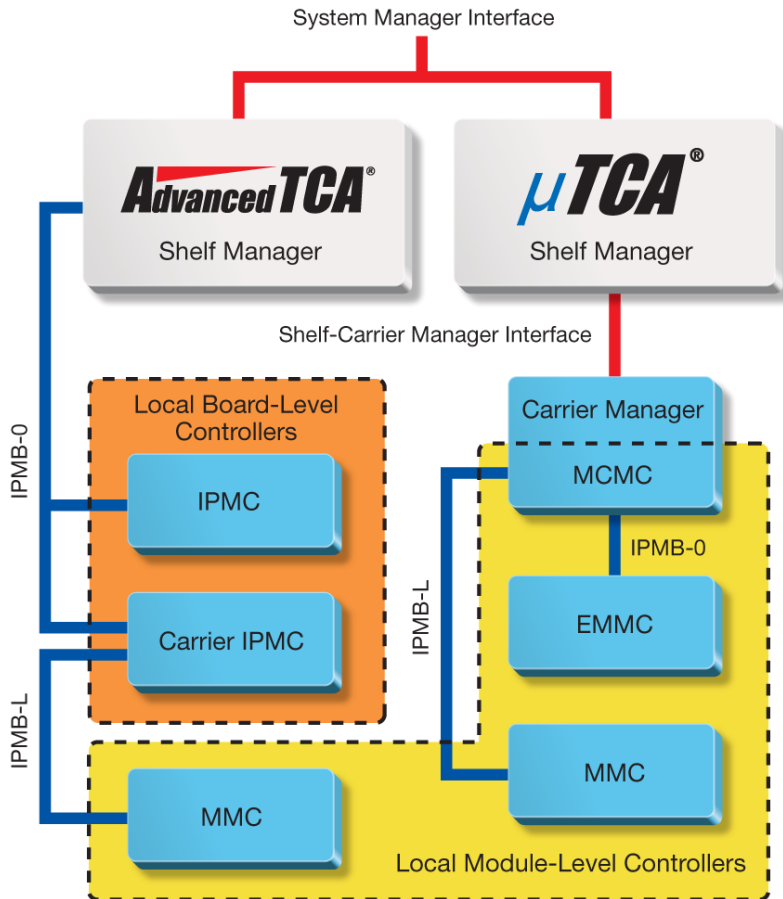 System Manager Interface
AdvancedTCA®
Shelf Manager
µTCA®
Shelf Manager
Shelf-Carrier Manager Interface
IPMB-0
Local Board-Level
Controllers
IPMC
Carrier IPMC
IPMB-L
Carrier Manager
MCMC
IPMB-0
IPMB-L
EMMC
MMC
MMC
Local Module-Level Controllers